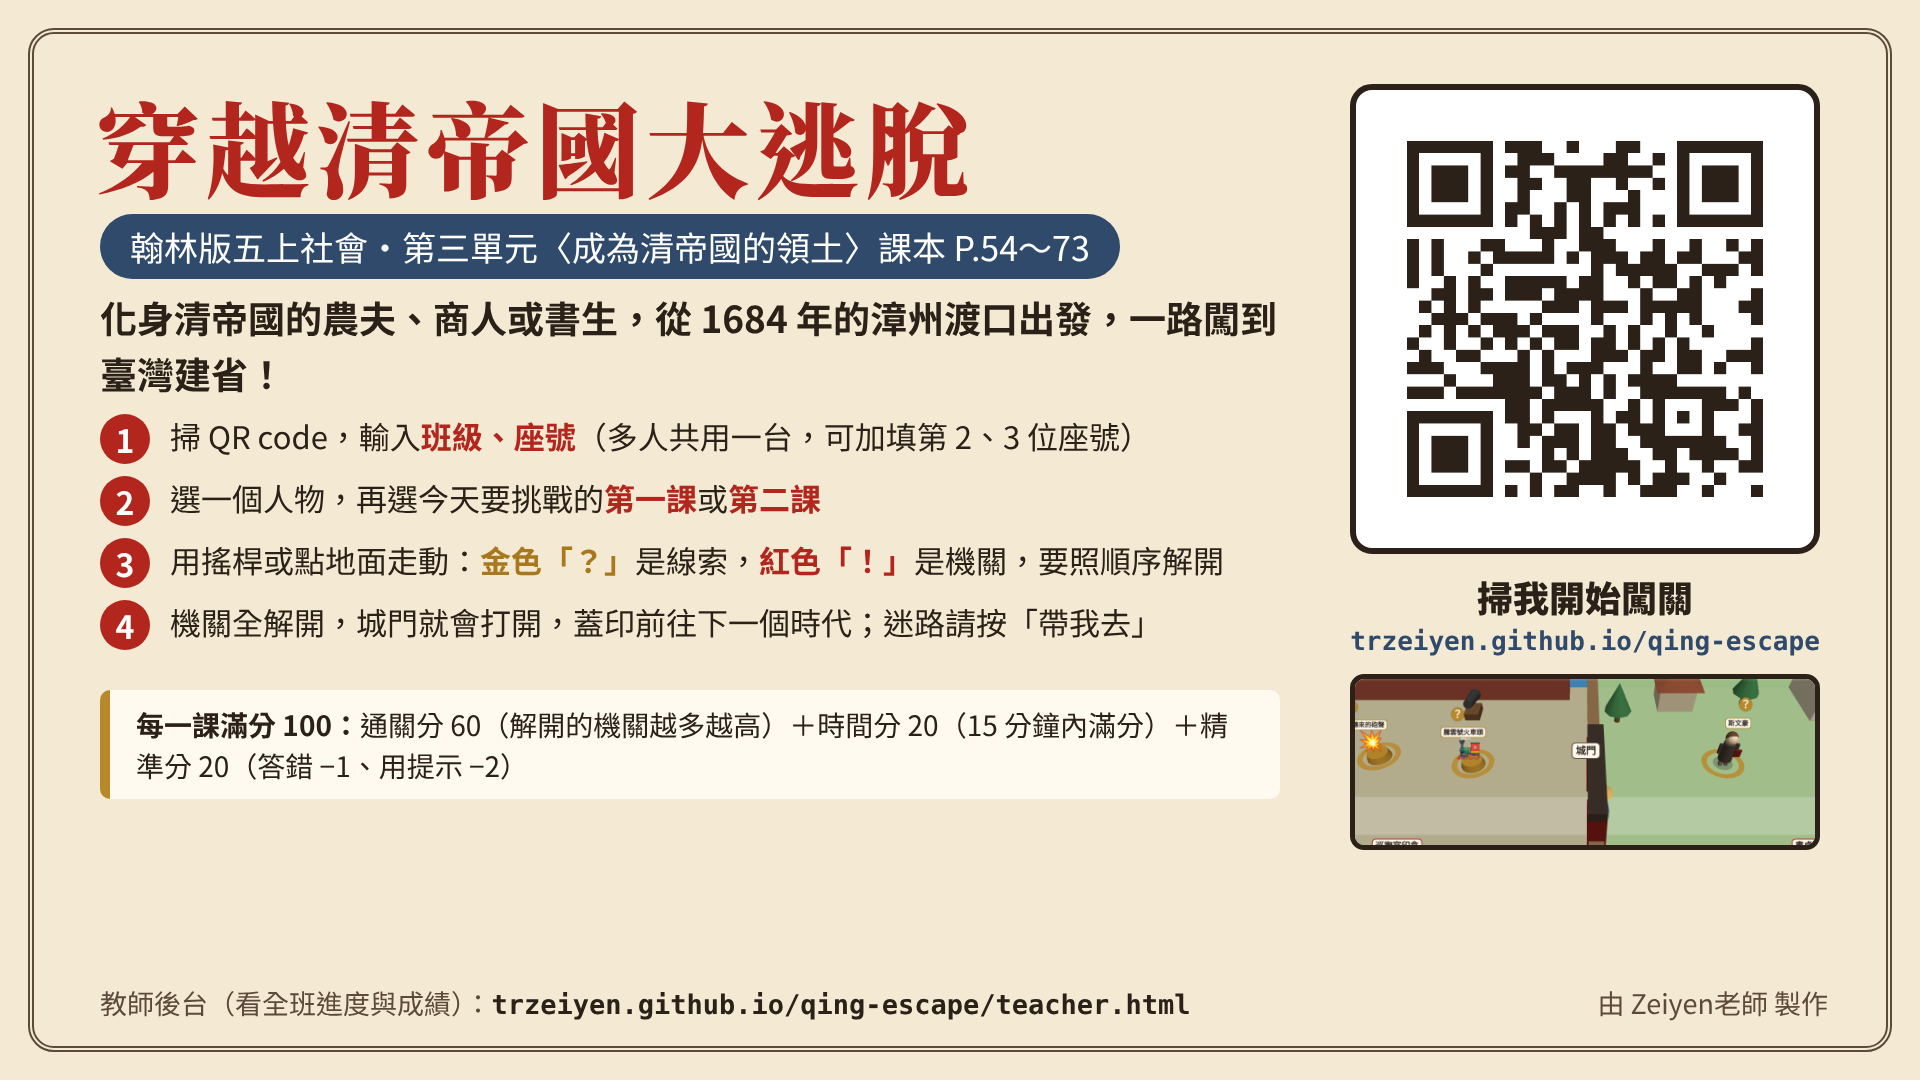 穿越清帝國大逃脫
翰林版五上社會・第三單元〈成為清帝國的領土〉課本 P.54～73
化身清帝國的農夫、商人或書生，從 1684 年的漳州渡口出發，一路闖到
臺灣建省！
1 掃 QR code，輸入班級、座號（多人共用一台，可加填第 2、3 位座號）
2 選一個人物，再選今天要挑戰的第一課或第二課
3 用搖桿或點地面走動：金色「？」是線索，紅色「！」是機關，要照順序解開
4 機關全解開，城門就會打開，蓋印前往下一個時代；迷路請按「帶我去」
每一課滿分 100：通關分 60（解開的機關越多越高）＋時間分 20（15 分鐘內滿分）＋精
準分 20（答錯 −1、用提示 −2）
掃我開始闖關
trzeiyen.github.io/qing-escape
?
?
斯文豪
騰雲號火車頭
城門
教師後台（看全班進度與成績）：trzeiyen.github.io/qing-escape/teacher.html
由 Zeiyen老師 製作